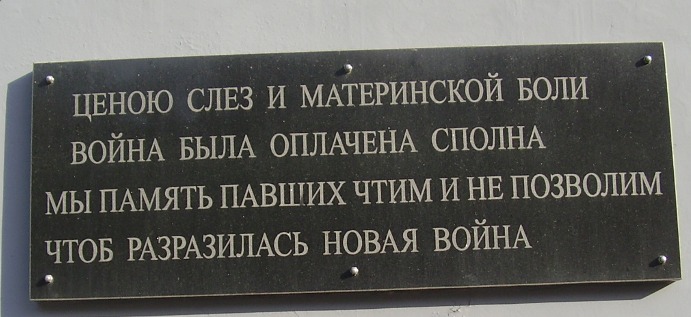 ЦЕНОЮ СЛЕЗ И МАТЕРИНСКОЙ БОЛИ
ВОЙНА БЫЛА ОПЛАЧЕНА СПОЛНА
МЫ ПАМЯТЬ ПАВШИХ ЧТИМ И НЕ ПОЗВОЛИМ
ЧТОБ РАЗРАЗИЛАСЬ НОВАЯ ВОЙНА